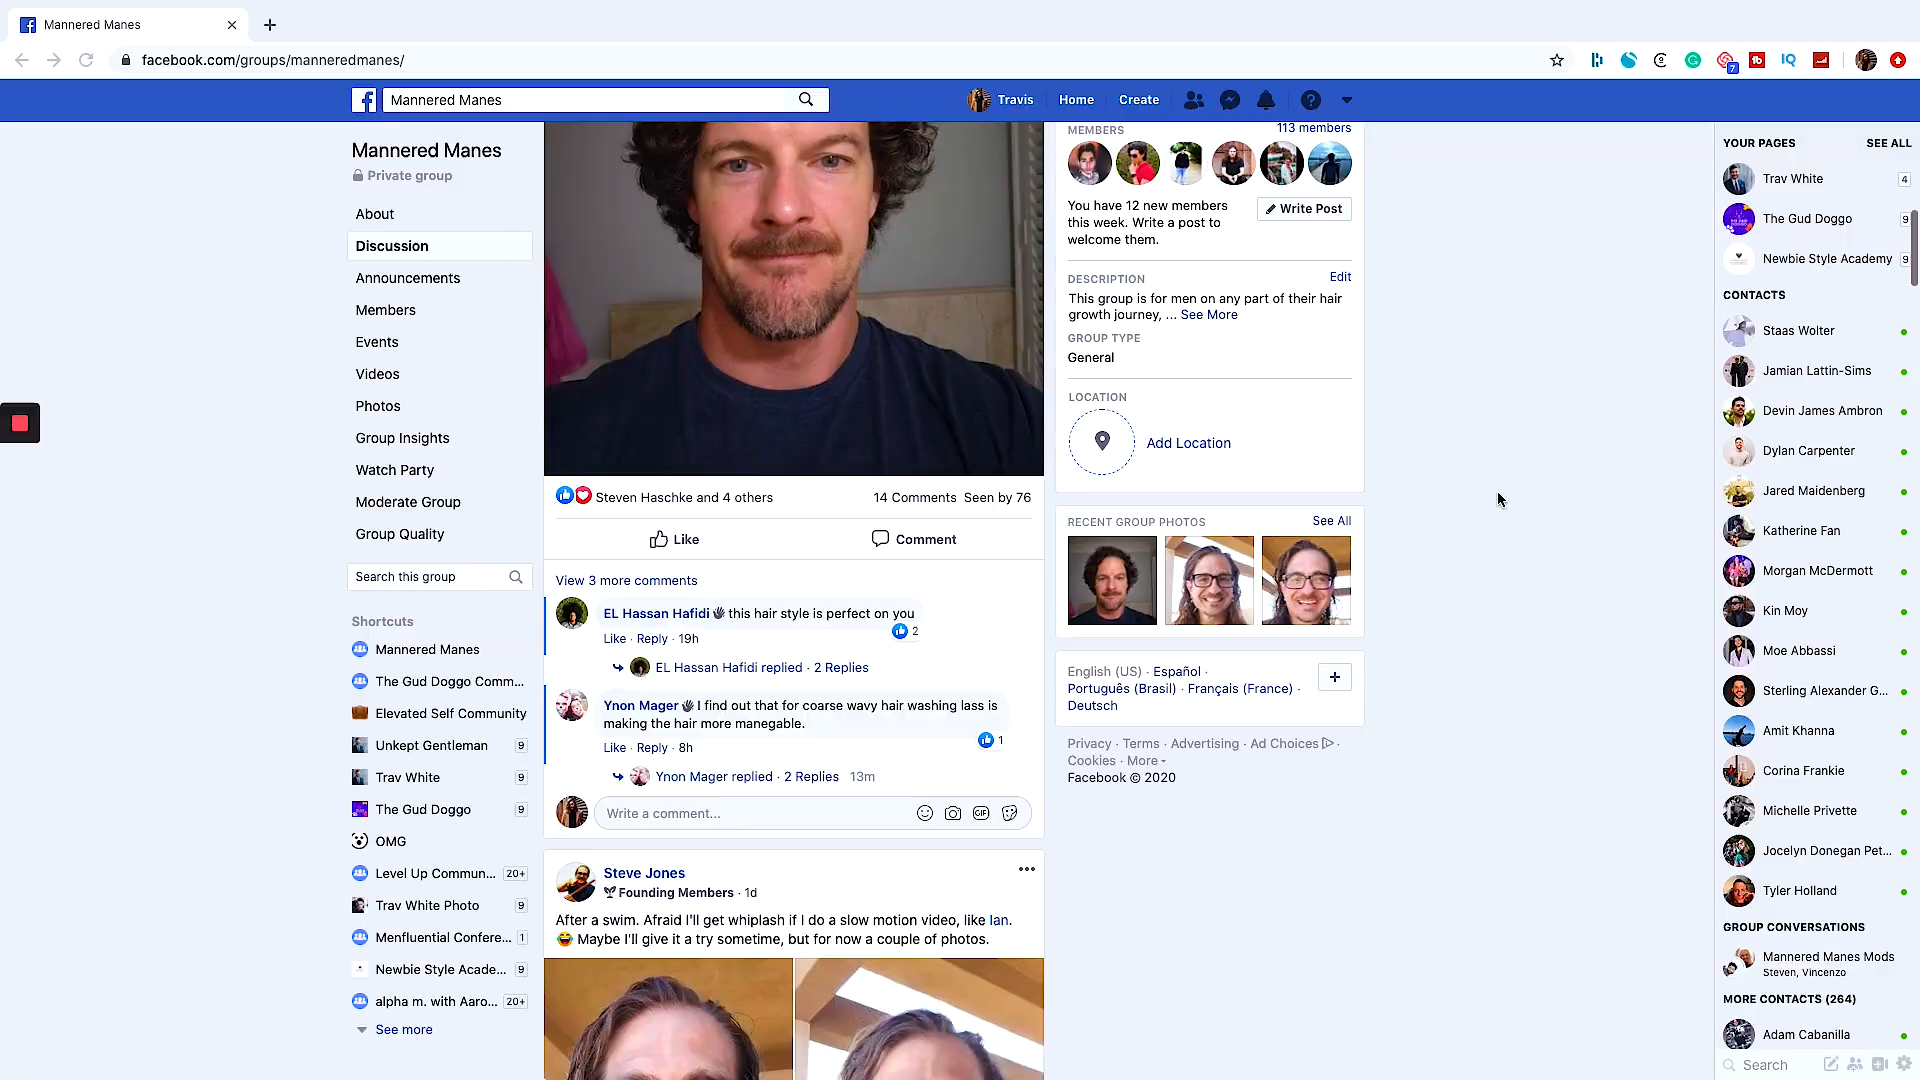 Mannered Manes
facebook.com/groups/manneredmanes/
7
IQ
Mannered Manes
Travis
Home
Create
Mannered Manes
Private group
About
Discussion
Announcements
Members
Events
Videos
Photos
Group Insights
Watch Party
Moderate Group
Group Quality
Search this group
Shortcuts
Mannered Manes
The Gud Doggo Comm...
Elevated Self Community
Unkept Gentleman 9
Trav White 9
The Gud Doggo 9
OMG
Level Up Commun... 20+
Trav White Photo 9
Menfluential Confere... 1
Newbie Style Acade... 9
alpha m. with Aaro... 20+
See more
Steven Haschke and 4 others
14 Comments Seen by 76
Like
Comment
View 3 more comments
EL Hassan Hafidi this hair style is perfect on you
2
Like · Reply · 19h
EL Hassan Hafidi replied · 2 Replies
Ynon Mager I find out that for coarse wavy hair washing lass is
making the hair more manegable.
1
Like · Reply · 8h
Ynon Mager replied · 2 Replies 13m
Write a comment...
GIF
Steve Jones
Founding Members · 1d
After a swim. Afraid I'll get whiplash if I do a slow motion video, like Ian.
😂 Maybe I'll give it a try sometime, but for now a couple of photos.
MEMBERS
113 members
You have 12 new members
this week. Write a post to
welcome them.
Write Post
DESCRIPTION
Edit
This group is for men on any part of their hair
growth journey, ... See More
GROUP TYPE
General
LOCATION
Add Location
RECENT GROUP PHOTOS
See All
English (US) · Español ·
Português (Brasil) · Français (France) ·
Deutsch
Privacy · Terms · Advertising · Ad Choices ·
Cookies · More
Facebook © 2020
YOUR PAGES
SEE ALL
Trav White 4
The Gud Doggo 9
Newbie Style Academy 9
CONTACTS
Staas Wolter
Jamian Lattin-Sims
Devin James Ambron
Dylan Carpenter
Jared Maidenberg
Katherine Fan
Morgan McDermott
Kin Moy
Moe Abbassi
Sterling Alexander G...
Amit Khanna
Corina Frankie
Michelle Privette
Jocelyn Donegan Pet...
Tyler Holland
GROUP CONVERSATIONS
Mannered Manes Mods
Steven, Vincenzo
MORE CONTACTS (264)
Adam Cabanilla
Search